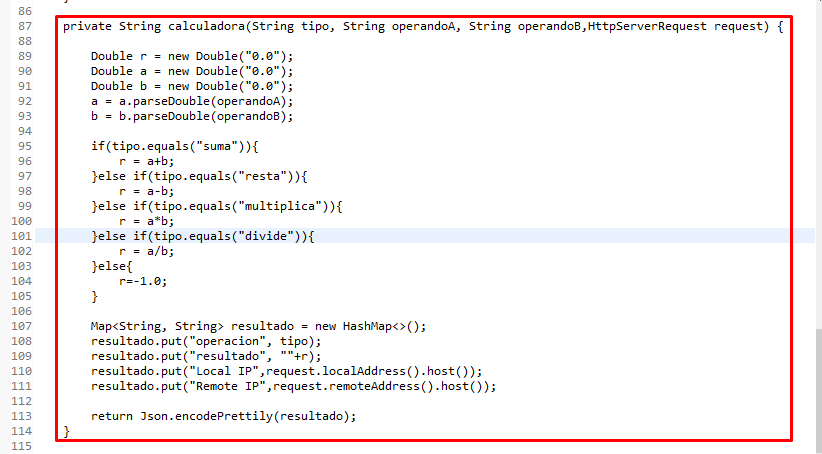 86
87 private String calculadora(String tipo, String operandoA, String operandoB,HttpServerRequest request) {
88
89 Double r = new Double("0.0");
90 Double a = new Double("0.0");
91 Double b = new Double("0.0");
92 a = a.parseDouble(operandoA);
93 b = b.parseDouble(operandoB);
94
95 if(tipo.equals("suma")){
96 r = a+b;
97 }else if(tipo.equals("resta")){
98 r = a-b;
99 }else if(tipo.equals("multiplica")){
100 r = a*b;
101 }else if(tipo.equals("divide")){
102 r = a/b;
103 }else{
104 r=-1.0;
105 }
106
107 Map<String, String> resultado = new HashMap<>();
108 resultado.put("operacion", tipo);
109 resultado.put("resultado", ""+r);
110 resultado.put("Local IP",request.localAddress().host());
111 resultado.put("Remote IP",request.remoteAddress().host());
112
113 return Json.encodePrettily(resultado);
114 }
115